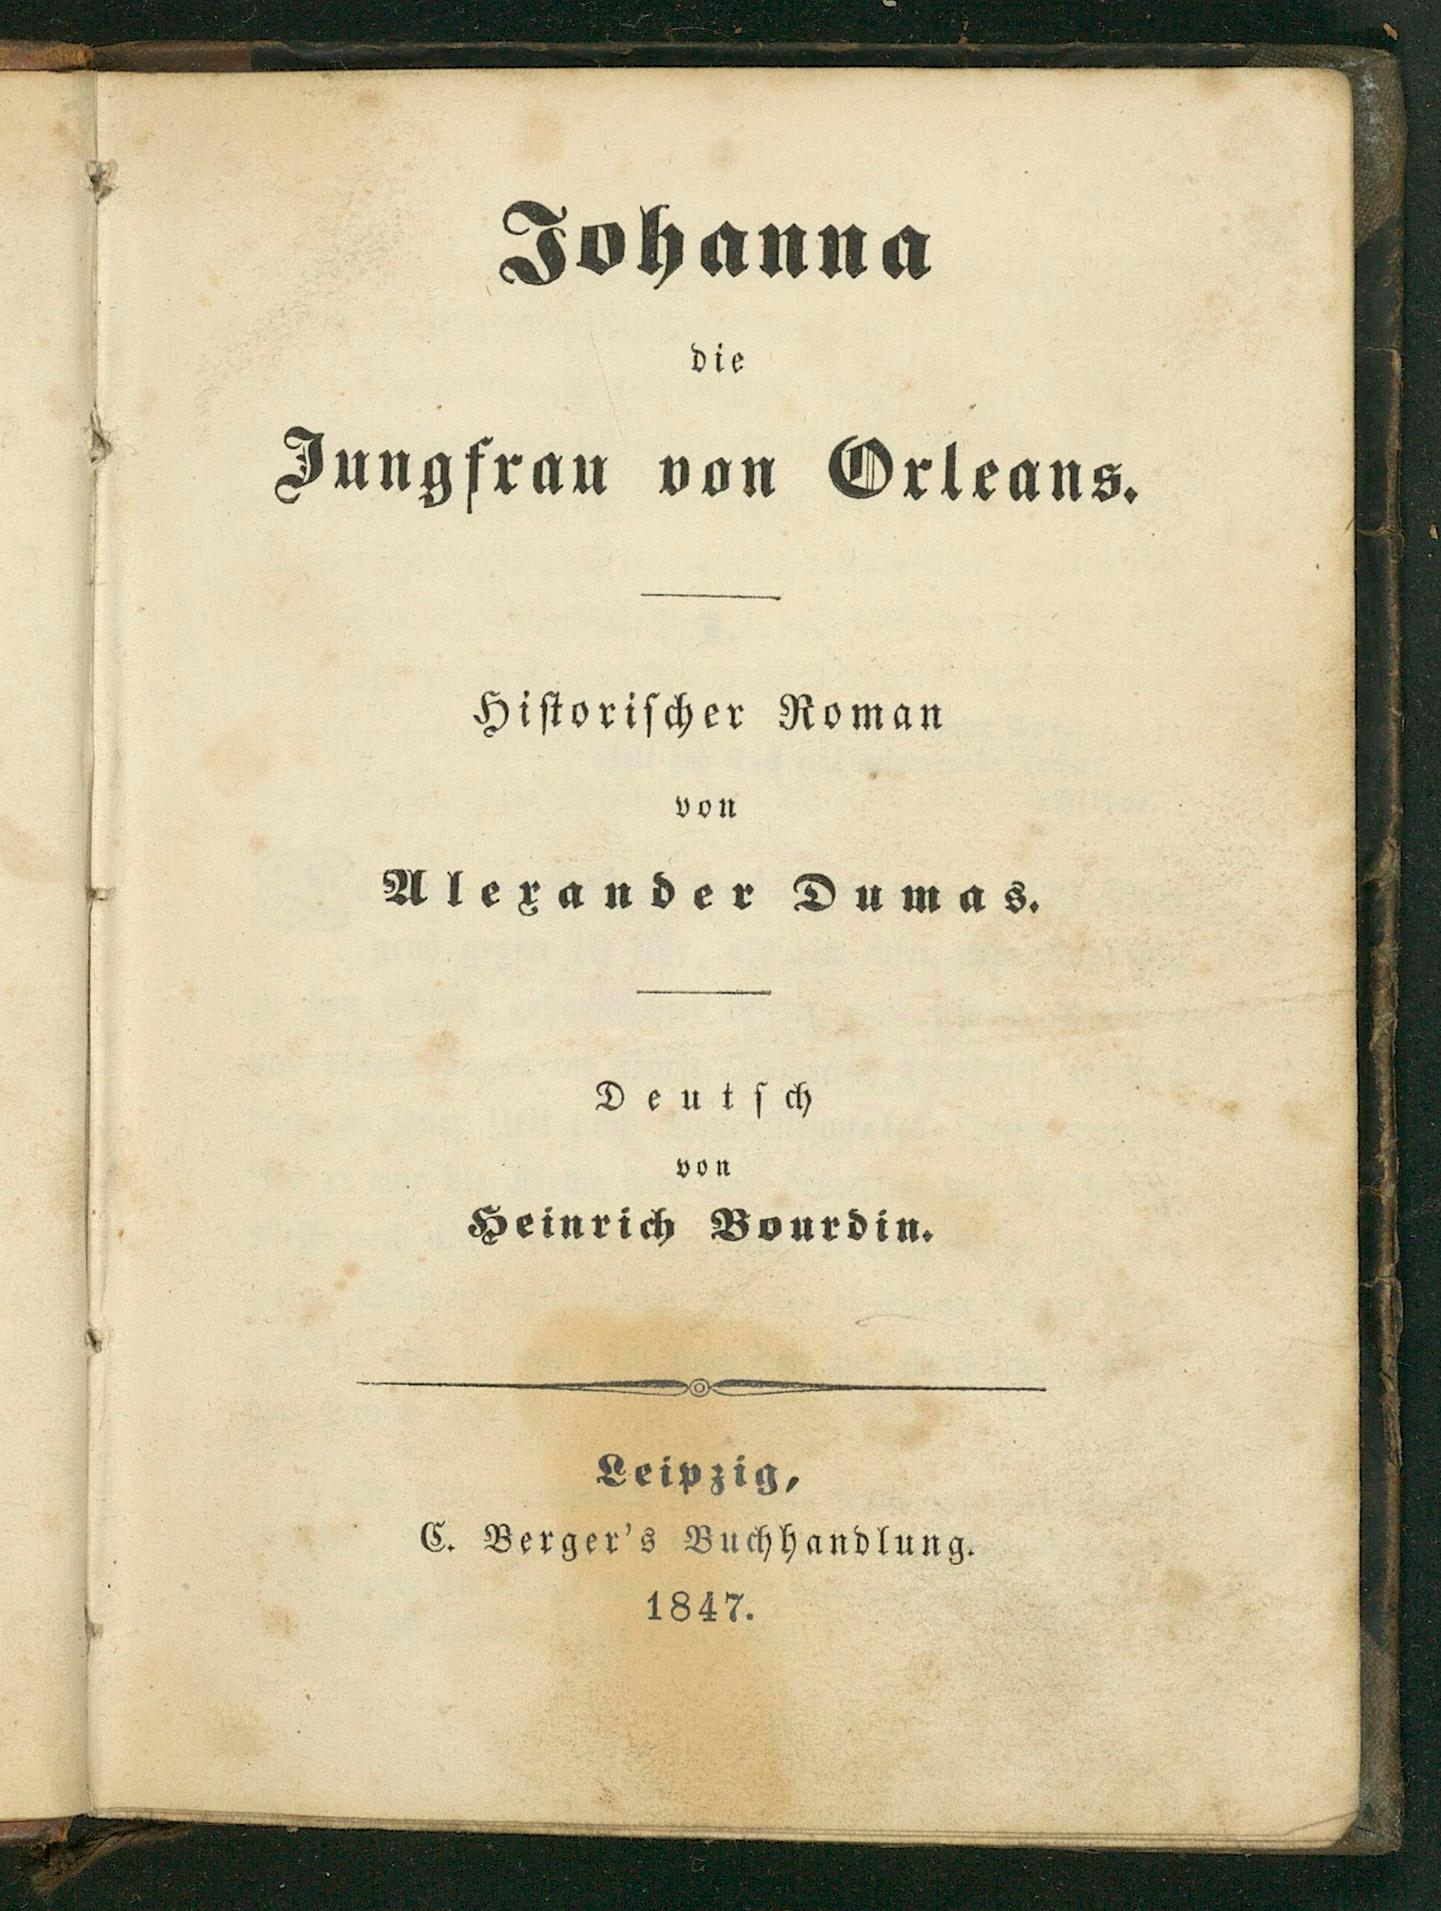 Johanna
die
Jungfrau von Orleans.
Hiſtoriſcher Roman
von
Alexander Dumas.
Deutſch
von
Heinrich Bourdin.
Leipzig,
C. Berger's Buchhandlung.
1847.